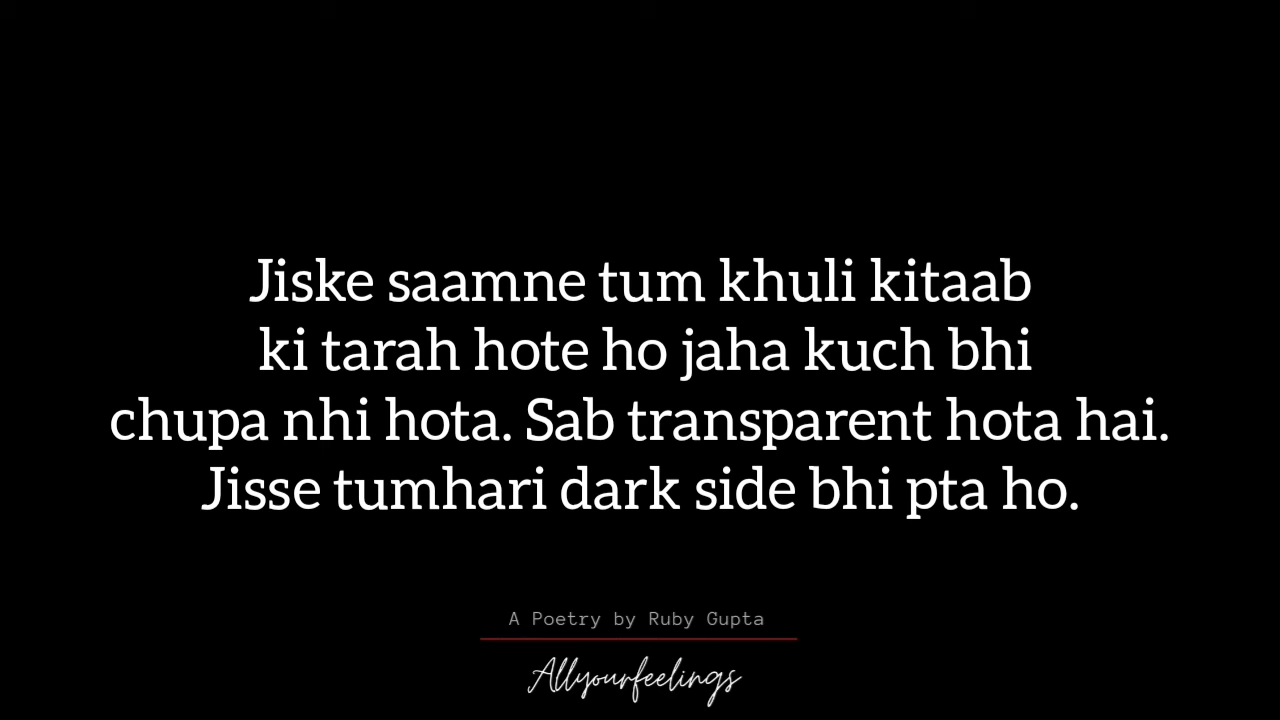 Jiske saamne tum khuli kitaab
ki tarah hote ho jaha kuch bhi
chupa nhi hota. Sab transparent hota hai.
Jisse tumhari dark side bhi pta ho.
A Poetry by Ruby Gupta
Allyourfeelings